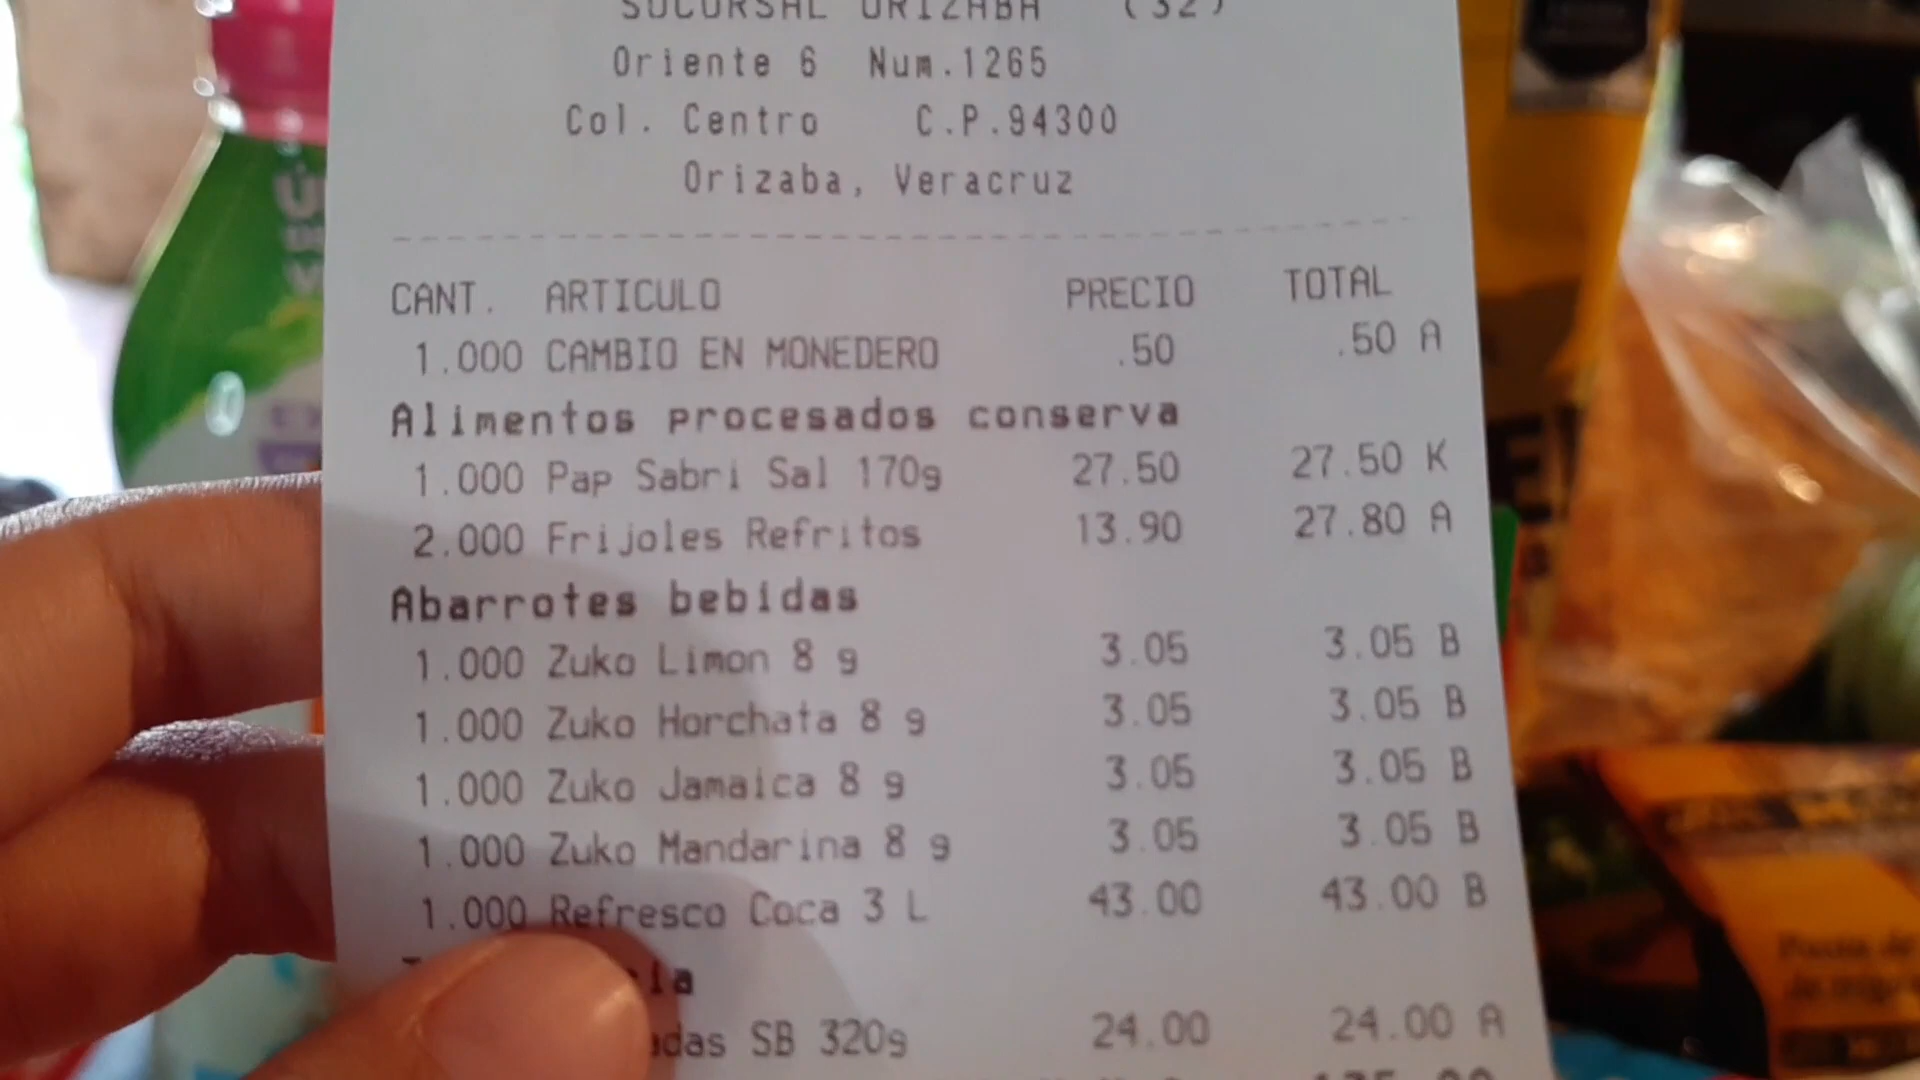 SUCURSAL ORIZABA (32)
Oriente 6 Num.1265
Col. Centro C.P.94300
Orizaba, Veracruz
CANT. ARTICULO PRECIO TOTAL
1.000 CAMBIO EN MONEDERO .50 .50 A
Alimentos procesados conserva
1.000 Pap Sabri Sal 170g 27.50 27.50 K
2.000 Frijoles Refritos 13.90 27.80 A
Abarrotes bebidas
1.000 Zuko Limon 8 g 3.05 3.05 B
1.000 Zuko Horchata 8 g 3.05 3.05 B
1.000 Zuko Jamaica 8 g 3.05 3.05 B
1.000 Zuko Mandarina 8 g 3.05 3.05 B
1.000 Refresco Coca 3 L 43.00 43.00 B
SB 320g 24.00 24.00 A